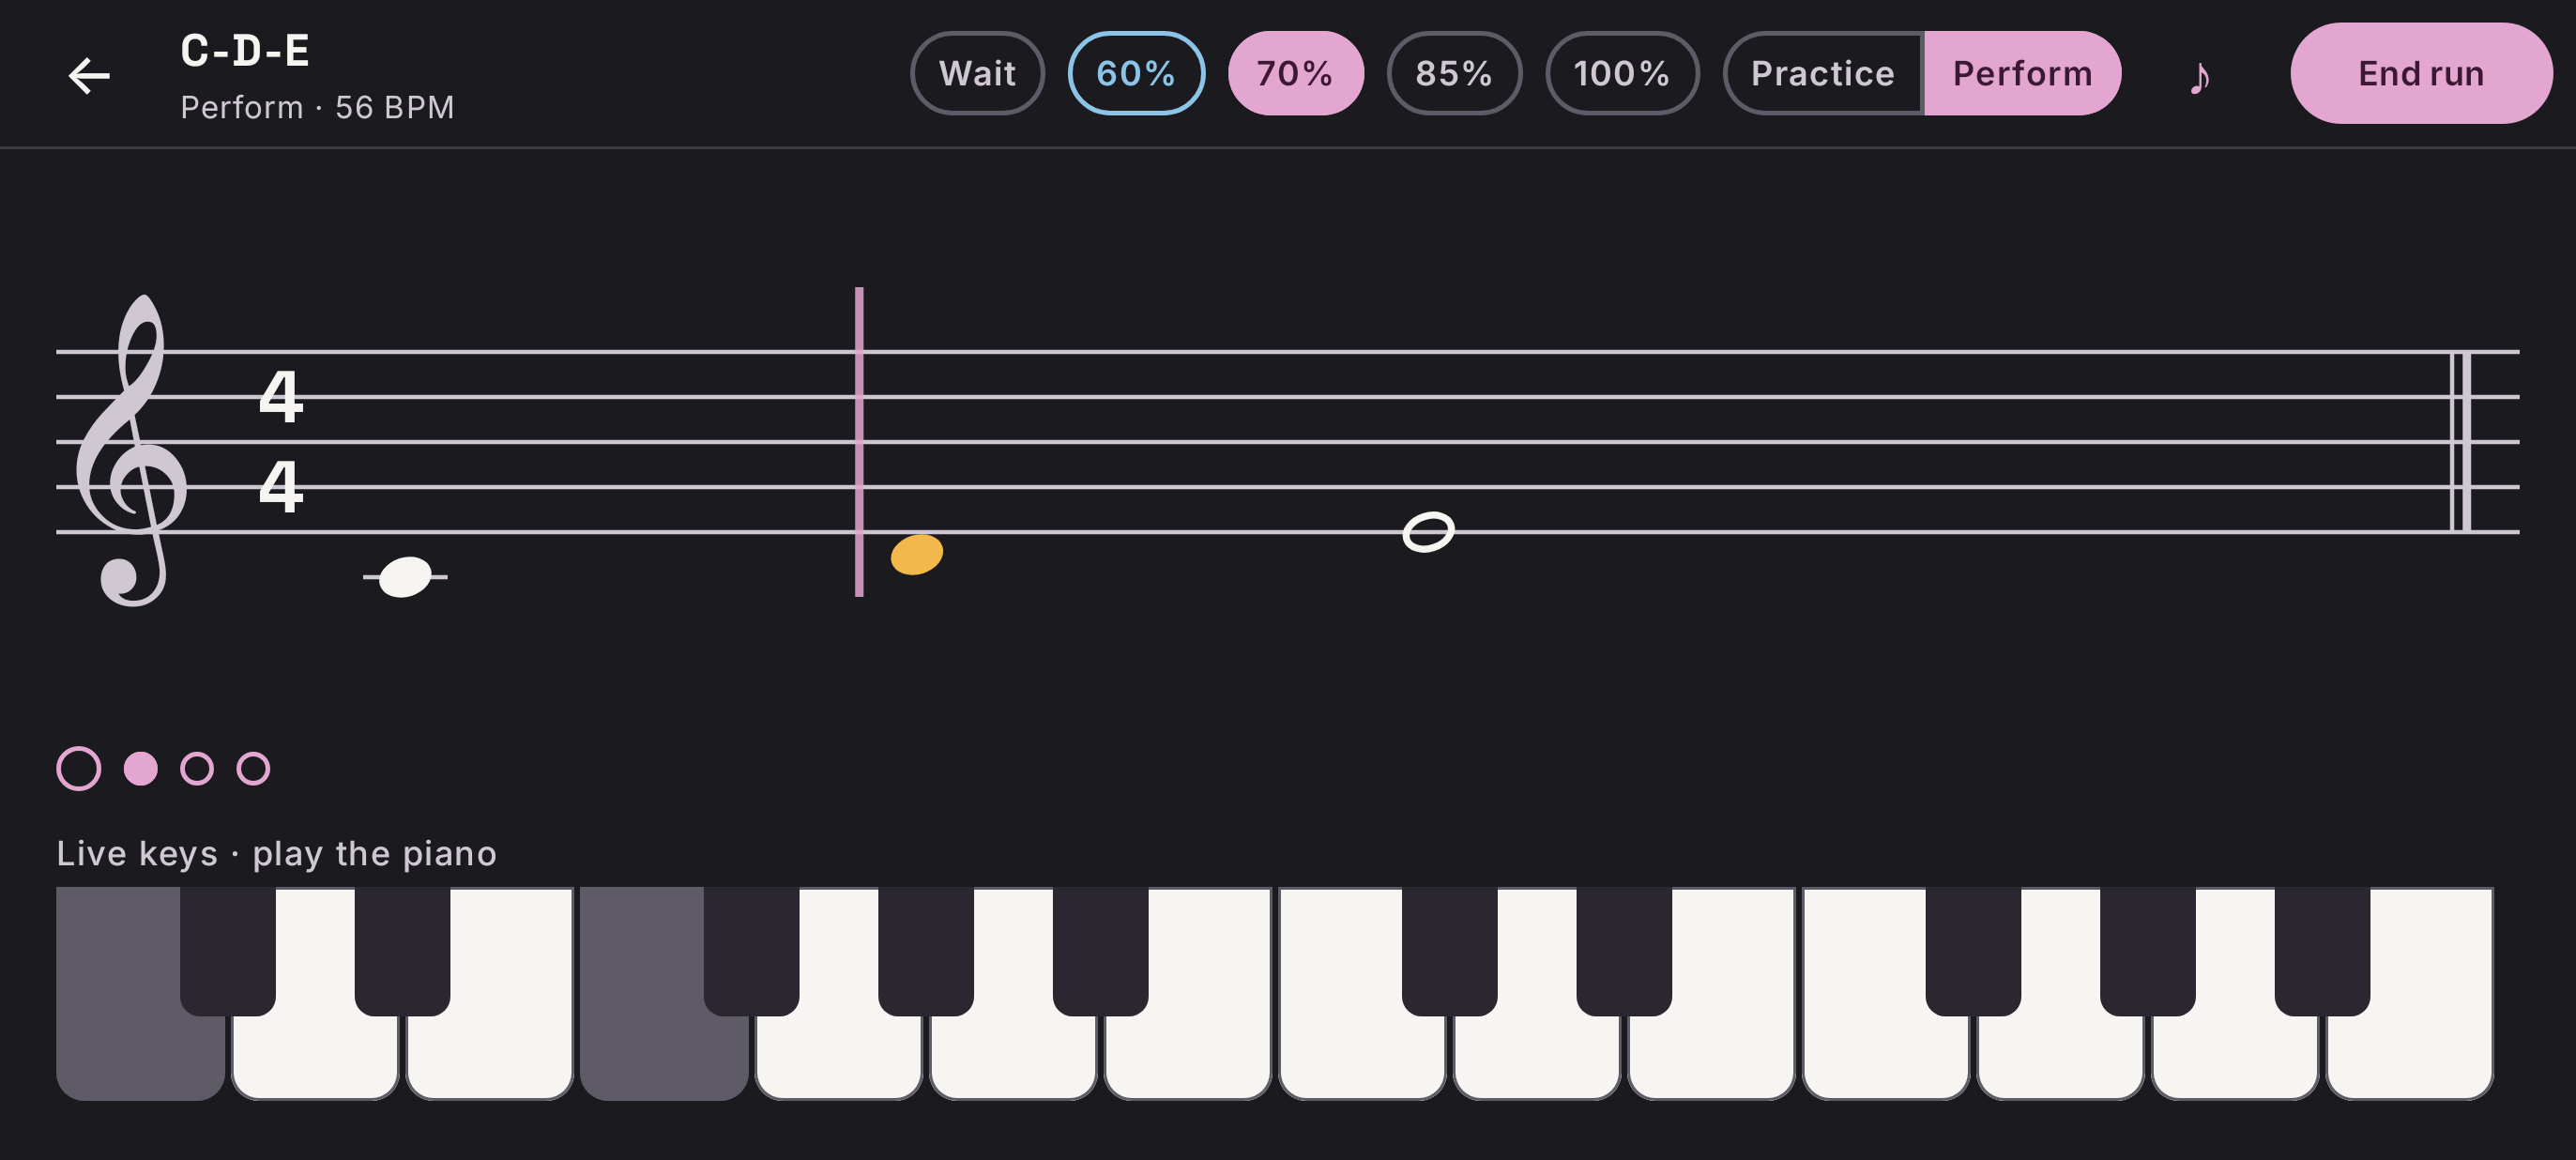 C-D-E
Perform · 56 BPM
Wait
60%
70%
85%
100%
Practice
Perform
End run
4
4
Live keys · play the piano